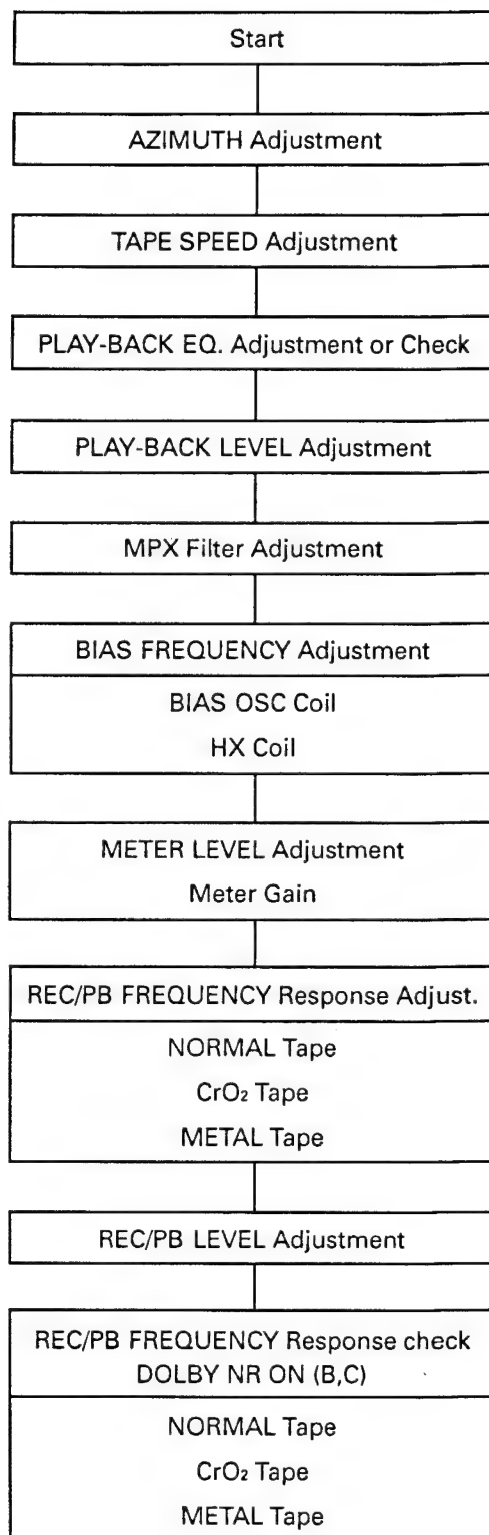 Start
AZIMUTH Adjustment
TAPE SPEED Adjustment
PLAY-BACK EQ. Adjustment or Check
PLAY-BACK LEVEL Adjustment
MPX Filter Adjustment
BIAS FREQUENCY Adjustment
BIAS OSC Coil
HX Coil
METER LEVEL Adjustment
Meter Gain
REC/PB FREQUENCY Response Adjust.
NORMAL Tape
CrO₂ Tape
METAL Tape
REC/PB LEVEL Adjustment
REC/PB FREQUENCY Response check
DOLBY NR ON (B,C)
NORMAL Tape
CrO₂ Tape
METAL Tape